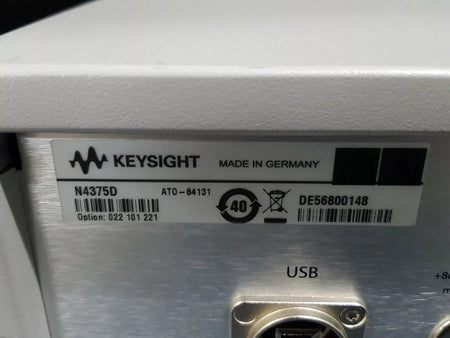 KEYSIGHT MADE IN GERMANY
N4375D ATO-84131
40
DE56800148
Option: 022 101 221
USB